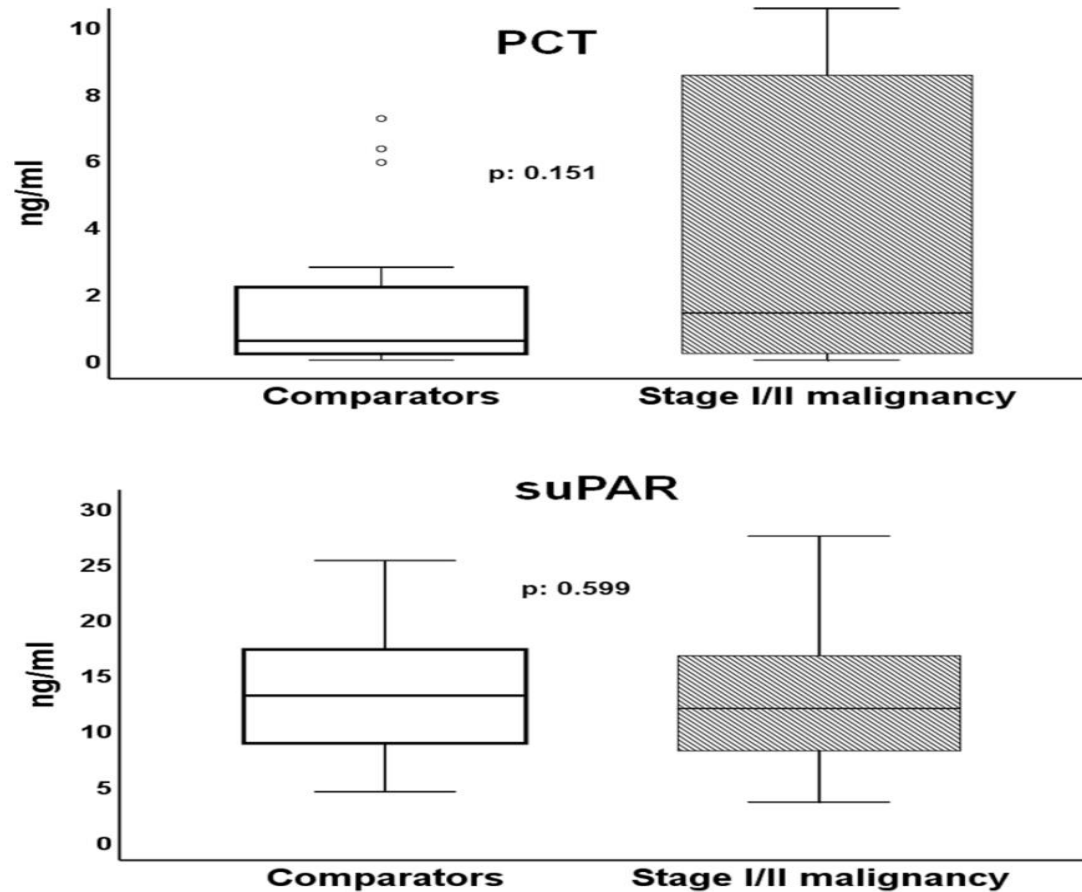 PCT
10
8
6
4
2
0
ng/ml
p: 0.151
Comparators Stage I/II malignancy
suPAR
30
25
20
15
10
5
0
ng/ml
p: 0.599
Comparators Stage I/II malignancy